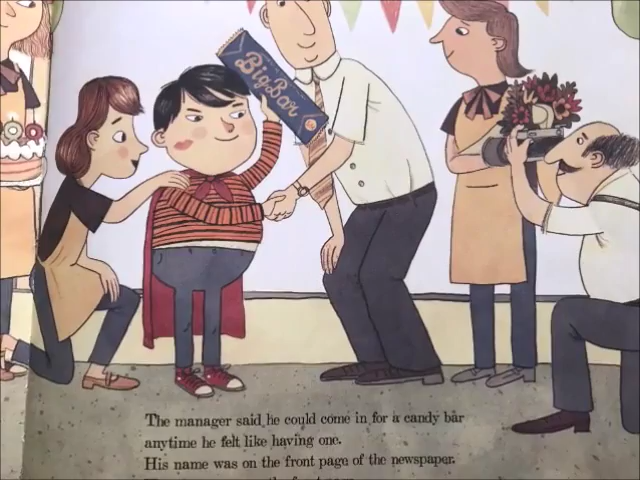 BigBar
The manager said he could come in for a candy bar
anytime he felt like having one.
His name was on the front page of the newspaper.